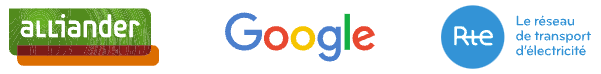 alliander
Google
Rte
Le réseau
de transport
d'électricité